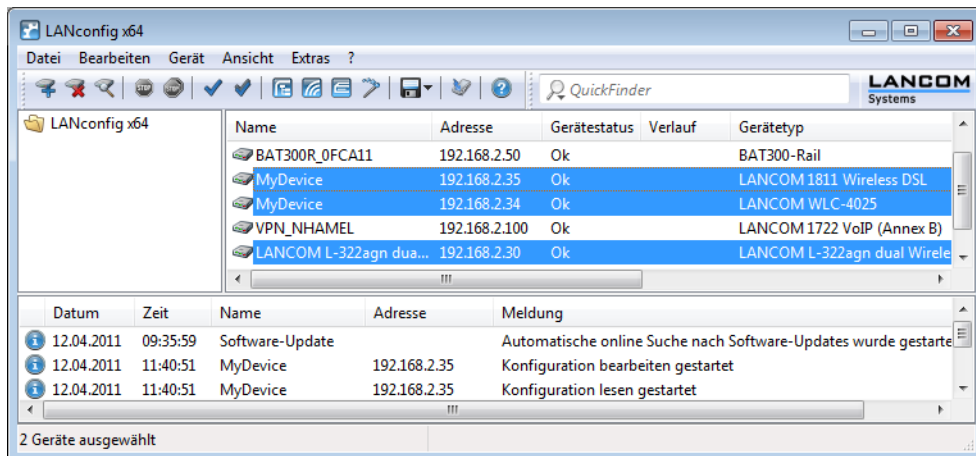 LANconfig x64
Datei Bearbeiten Gerät Ansicht Extras ?
QuickFinder
LANCOM
Systems
LANconfig x64
Name Adresse Gerätestatus Verlauf Gerätetyp
BAT300R_0FCA11 192.168.2.50 Ok BAT300-Rail
MyDevice 192.168.2.35 Ok LANCOM 1811 Wireless DSL
MyDevice 192.168.2.34 Ok LANCOM WLC-4025
VPN_NHAMEL 192.168.2.100 Ok LANCOM 1722 VoIP (Annex B)
LANCOM L-322agn dua... 192.168.2.30 Ok LANCOM L-322agn dual Wirele
Datum Zeit Name Adresse Meldung
12.04.2011 09:35:59 Software-Update Automatische online Suche nach Software-Updates wurde gestarte
12.04.2011 11:40:51 MyDevice 192.168.2.35 Konfiguration bearbeiten gestartet
12.04.2011 11:40:51 MyDevice 192.168.2.35 Konfiguration lesen gestartet
2 Geräte ausgewählt